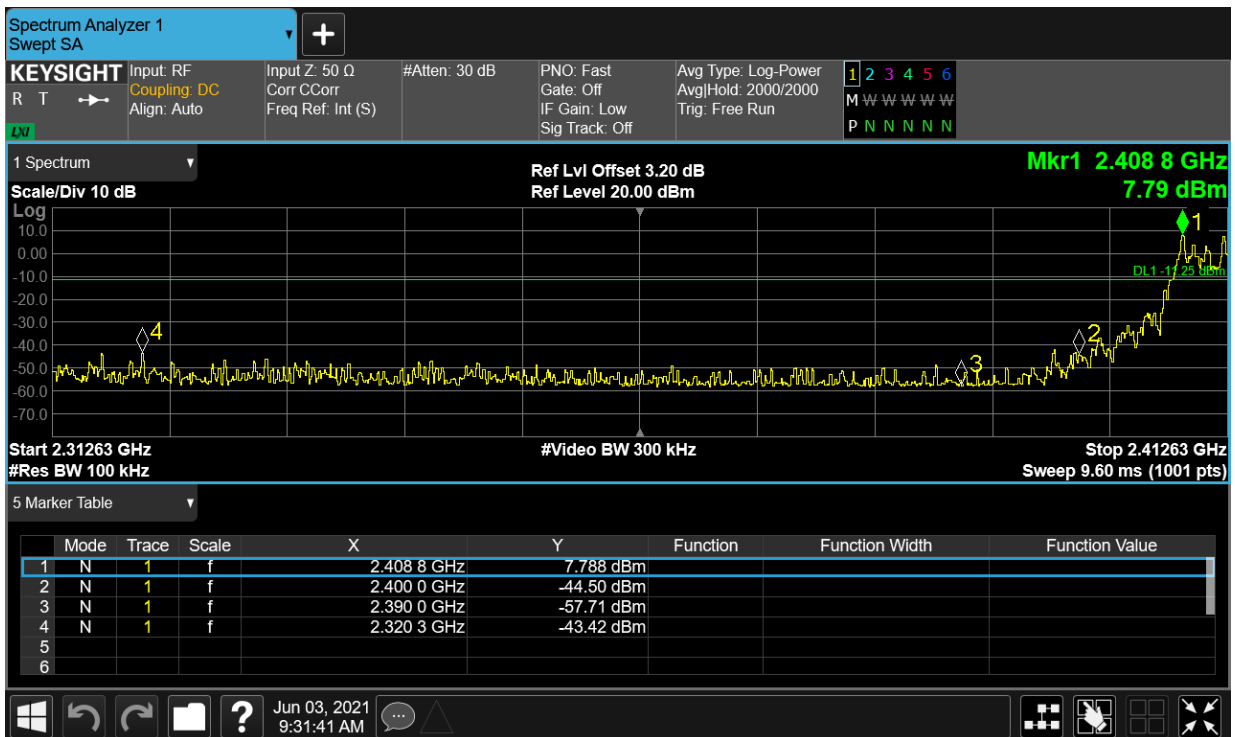 Spectrum Analyzer 1
Swept SA
+
KEYSIGHT Input: RF Input Z: 50 Ω #Atten: 30 dB PNO: Fast Avg Type: Log-Power 1 2 3 4 5 6
R T Coupling: DC Corr CCorr Gate: Off Avg|Hold: 2000/2000 M W W W W W
Align: Auto Freq Ref: Int (S) IF Gain: Low Trig: Free Run
LXI Sig Track: Off P N N N N N
1 Spectrum Ref Lvl Offset 3.20 dB Mkr1 2.408 8 GHz
Scale/Div 10 dB Ref Level 20.00 dBm 7.79 dBm
Log
10.0 1
0.00
-10.0 DL1 -11.25 dBm
-20.0
-30.0 4 2
-40.0
-50.0 3
-60.0
-70.0
Start 2.31263 GHz #Video BW 300 kHz Stop 2.41263 GHz
#Res BW 100 kHz Sweep 9.60 ms (1001 pts)
5 Marker Table
Mode Trace Scale X Y Function Function Width Function Value
1 N 1 f 2.408 8 GHz 7.788 dBm
2 N 1 f 2.400 0 GHz -44.50 dBm
3 N 1 f 2.390 0 GHz -57.71 dBm
4 N 1 f 2.320 3 GHz -43.42 dBm
5
6
? Jun 03, 2021
9:31:41 AM